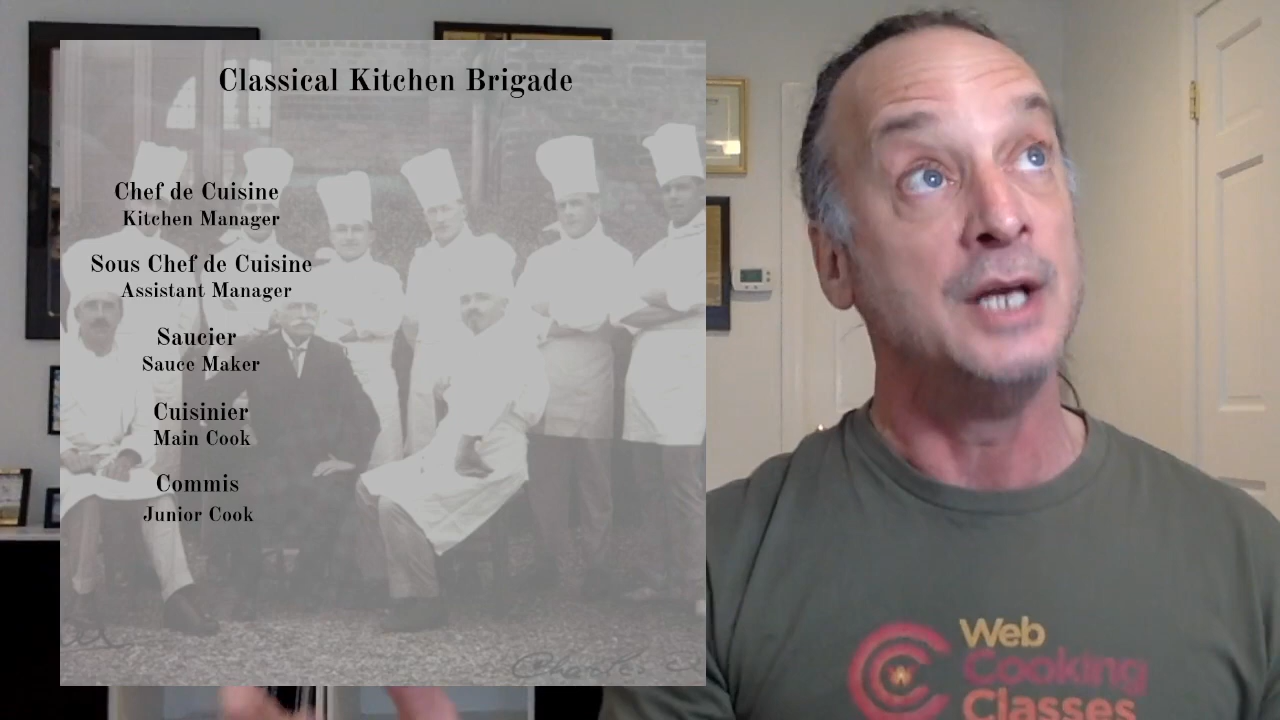 Classical Kitchen Brigade
Chef de Cuisine
Kitchen Manager
Sous Chef de Cuisine
Assistant Manager
Saucier
Sauce Maker
Cuisinier
Main Cook
Commis
Junior Cook
Web
Cooking
Classes